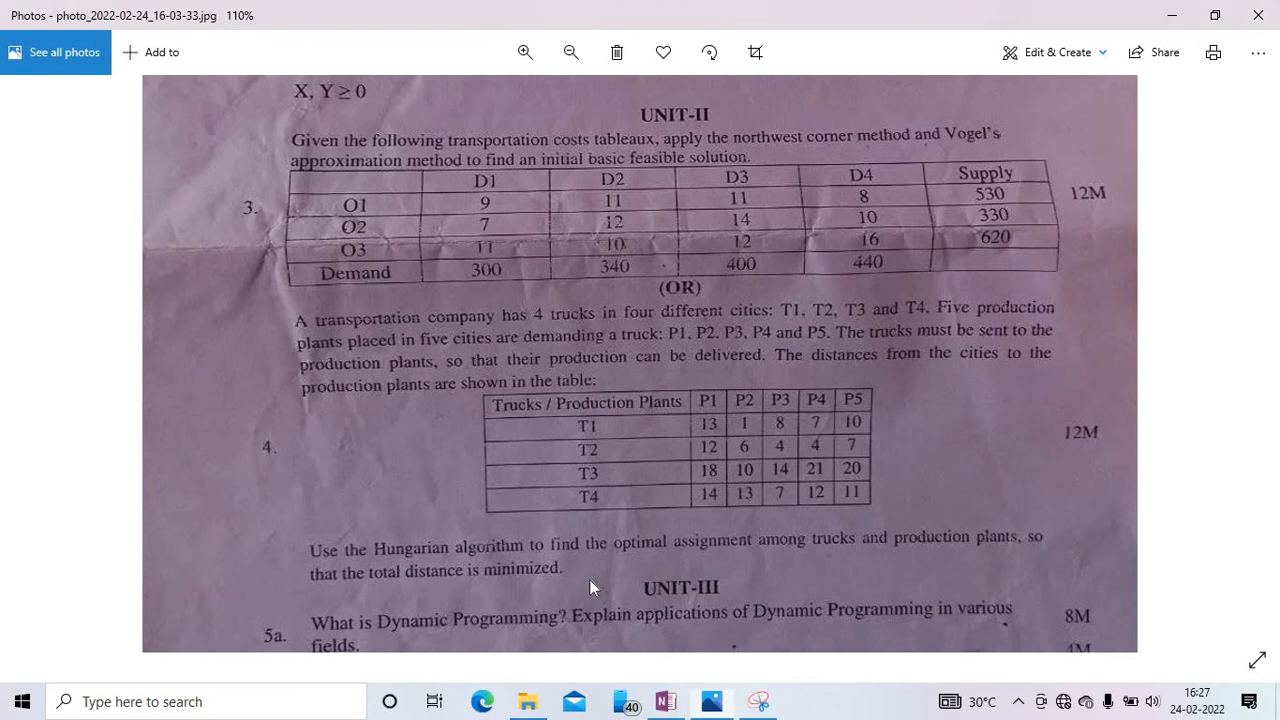 Photos - photo_2022-02-24_16-03-33.jpg 110%
See all photos Add to Edit & Create Share
X, Y ≥ 0
UNIT-II
Given the following transportation costs tableaux, apply the northwest corner method and Vogel's
approximation method to find an initial basic feasible solution.
D1 D2 D3 D4 Supply
3. O1 9 11 11 8 530 12M
O2 7 12 14 10 330
O3 11 10 12 16 620
Demand 300 340 400 440
(OR)
A transportation company has 4 trucks in four different cities: T1, T2, T3 and T4. Five production
plants placed in five cities are demanding a truck: P1, P2. P3, P4 and P5. The trucks must be sent to the
production plants, so that their production can be delivered. The distances from the cities to the
production plants are shown in the table:
Trucks / Production Plants P1 P2 P3 P4 P5
T1 13 1 8 7 10
4. T2 12 6 4 4 7 12M
T3 18 10 14 21 20
T4 14 13 7 12 11
Use the Hungarian algorithm to find the optimal assignment among trucks and production plants, so
that the total distance is minimized.
UNIT-III
5a. What is Dynamic Programming? Explain applications of Dynamic Programming in various 8M
fields. 4M
Type here to search 40 30°C 16:27
24-02-2022